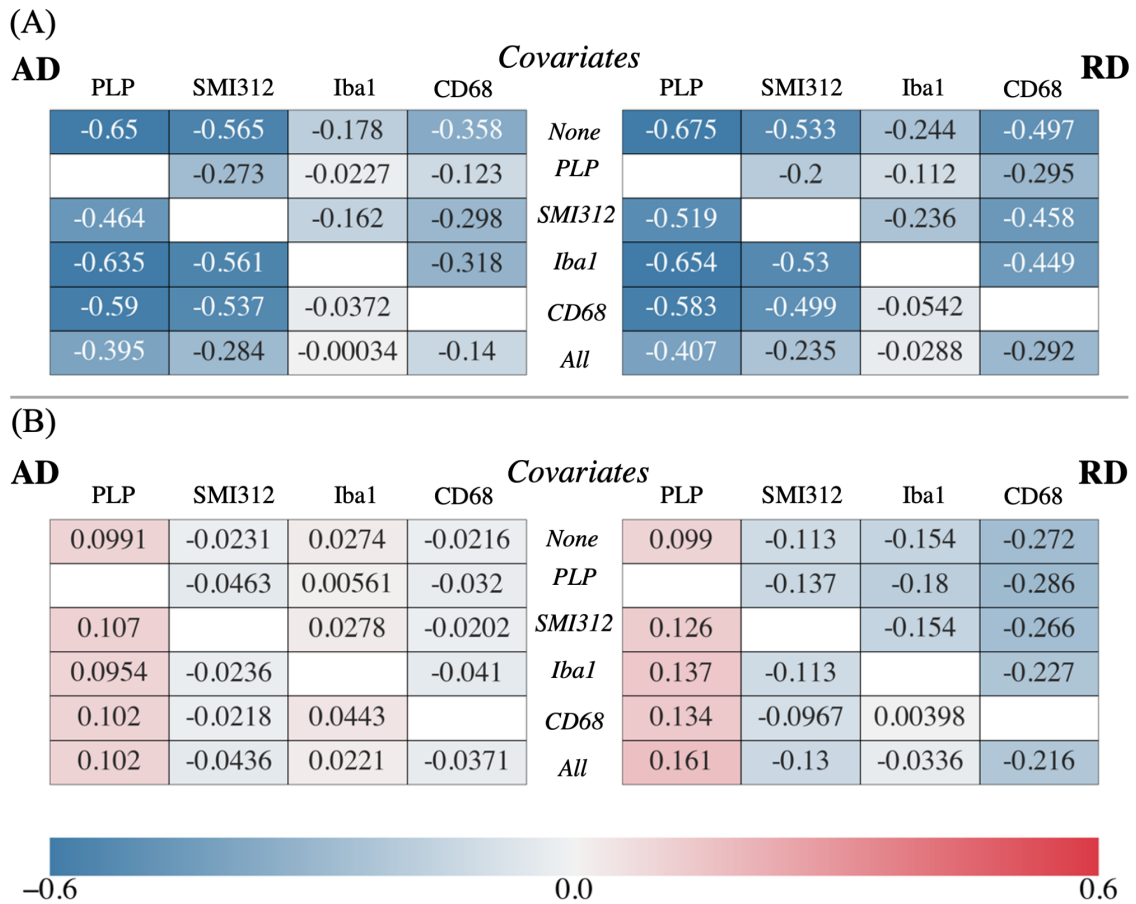 (A)
AD Covariates RD
PLP SMI312 Iba1 CD68 PLP SMI312 Iba1 CD68
-0.65 -0.565 -0.178 -0.358 None -0.675 -0.533 -0.244 -0.497
-0.273 -0.0227 -0.123 PLP -0.2 -0.112 -0.295
-0.464 -0.162 -0.298 SMI312 -0.519 -0.236 -0.458
-0.635 -0.561 -0.318 Iba1 -0.654 -0.53 -0.449
-0.59 -0.537 -0.0372 CD68 -0.583 -0.499 -0.0542
-0.395 -0.284 -0.00034 -0.14 All -0.407 -0.235 -0.0288 -0.292
(B)
AD Covariates RD
PLP SMI312 Iba1 CD68 PLP SMI312 Iba1 CD68
0.0991 -0.0231 0.0274 -0.0216 None 0.099 -0.113 -0.154 -0.272
-0.0463 0.00561 -0.032 PLP -0.137 -0.18 -0.286
0.107 0.0278 -0.0202 SMI312 0.126 -0.154 -0.266
0.0954 -0.0236 -0.041 Iba1 0.137 -0.113 -0.227
0.102 -0.0218 0.0443 CD68 0.134 -0.0967 0.00398
0.102 -0.0436 0.0221 -0.0371 All 0.161 -0.13 -0.0336 -0.216
−0.6 0.0 0.6